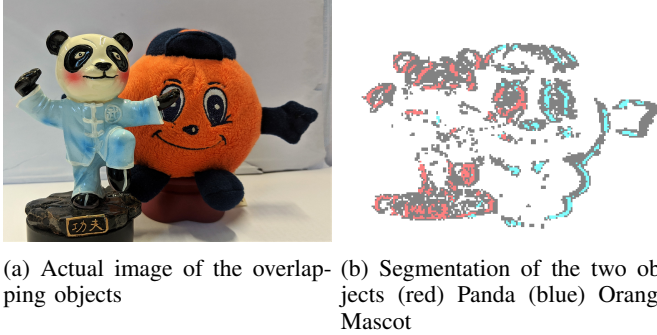 功夫
(a) Actual image of the overlap-
ping objects
(b) Segmentation of the two ob-
jects (red) Panda (blue) Orang
Mascot